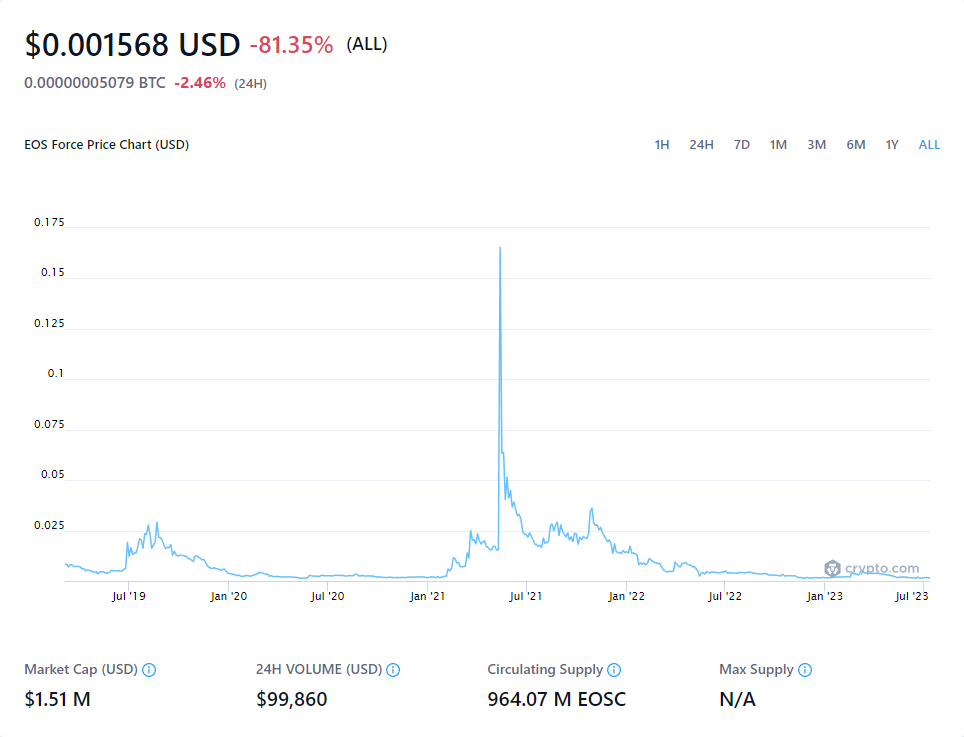 $0.001568 USD -81.35% (ALL)
0.00000005079 BTC -2.46% (24H)
EOS Force Price Chart (USD) 1H 24H 7D 1M 3M 6M 1Y ALL
0.175
0.15
0.125
0.1
0.075
0.05
0.025
crypto.com
Jul '19 Jan '20 Jul '20 Jan '21 Jul '21 Jan '22 Jul '22 Jan '23 Jul '23
Market Cap (USD) 24H VOLUME (USD) Circulating Supply Max Supply
$1.51 M $99,860 964.07 M EOSC N/A